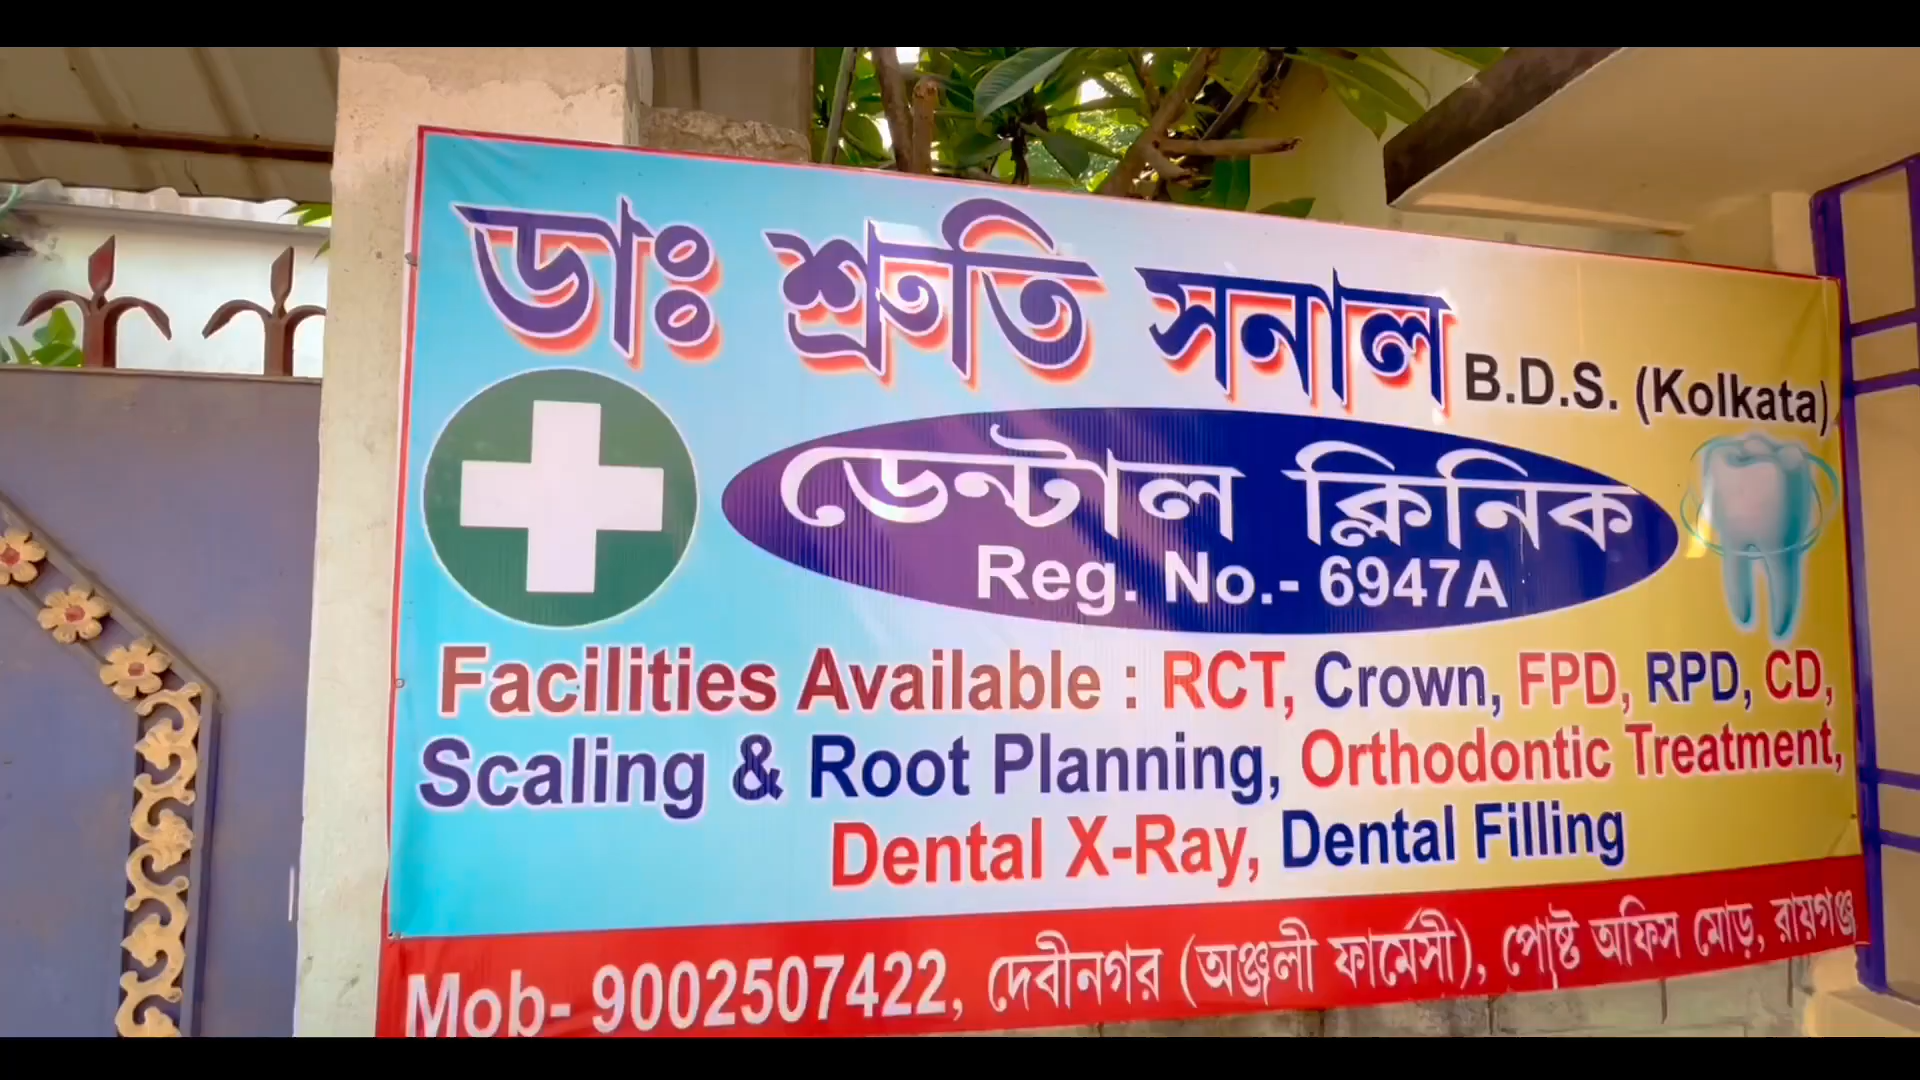 ডাঃ শ্রুতি সনাল B.D.S. (Kolkata)
ডেন্টাল ক্লিনিক
Reg. No.- 6947A
Facilities Available : RCT, Crown, FPD, RPD, CD,
Scaling & Root Planning, Orthodontic Treatment,
Dental X-Ray, Dental Filling
Mob- 9002507422, দেবীনগর (অঞ্জলী ফার্মেসী), পোষ্ট অফিস মোড়, রায়গঞ্জ